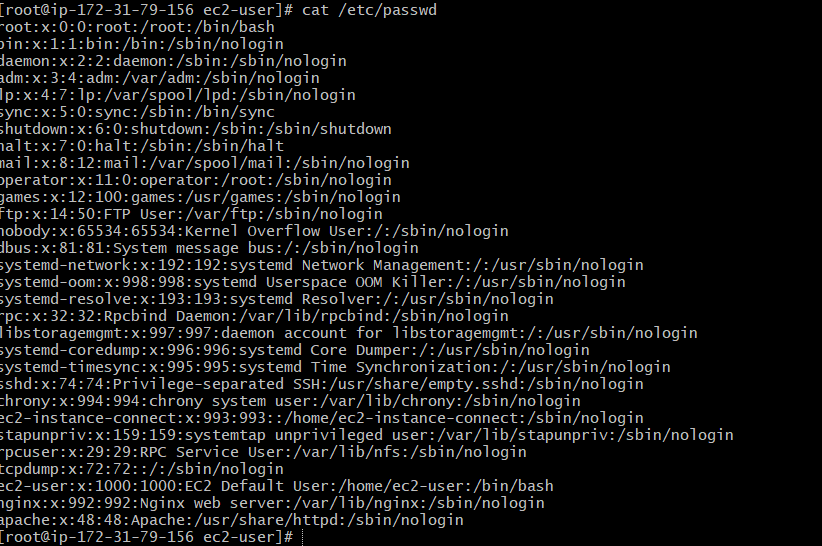 [root@ip-172-31-79-156 ec2-user]# cat /etc/passwd
root:x:0:0:root:/root:/bin/bash
bin:x:1:1:bin:/bin:/sbin/nologin
daemon:x:2:2:daemon:/sbin:/sbin/nologin
adm:x:3:4:adm:/var/adm:/sbin/nologin
lp:x:4:7:lp:/var/spool/lpd:/sbin/nologin
sync:x:5:0:sync:/sbin:/bin/sync
shutdown:x:6:0:shutdown:/sbin:/sbin/shutdown
halt:x:7:0:halt:/sbin:/sbin/halt
mail:x:8:12:mail:/var/spool/mail:/sbin/nologin
operator:x:11:0:operator:/root:/sbin/nologin
games:x:12:100:games:/usr/games:/sbin/nologin
ftp:x:14:50:FTP User:/var/ftp:/sbin/nologin
nobody:x:65534:65534:Kernel Overflow User:/:/sbin/nologin
dbus:x:81:81:System message bus:/:/sbin/nologin
systemd-network:x:192:192:systemd Network Management:/:/usr/sbin/nologin
systemd-oom:x:998:998:systemd Userspace OOM Killer:/:/usr/sbin/nologin
systemd-resolve:x:193:193:systemd Resolver:/:/usr/sbin/nologin
rpc:x:32:32:Rpcbind Daemon:/var/lib/rpcbind:/sbin/nologin
libstoragemgmt:x:997:997:daemon account for libstoragemgmt:/:/usr/sbin/nologin
systemd-coredump:x:996:996:systemd Core Dumper:/:/usr/sbin/nologin
systemd-timesync:x:995:995:systemd Time Synchronization:/:/usr/sbin/nologin
sshd:x:74:74:Privilege-separated SSH:/usr/share/empty.sshd:/sbin/nologin
chrony:x:994:994:chrony system user:/var/lib/chrony:/sbin/nologin
ec2-instance-connect:x:993:993::/home/ec2-instance-connect:/sbin/nologin
stapunpriv:x:159:159:systemtap unprivileged user:/var/lib/stapunpriv:/sbin/nologin
rpcuser:x:29:29:RPC Service User:/var/lib/nfs:/sbin/nologin
tcpdump:x:72:72::/:/sbin/nologin
ec2-user:x:1000:1000:EC2 Default User:/home/ec2-user:/bin/bash
nginx:x:992:992:Nginx web server:/var/lib/nginx:/sbin/nologin
apache:x:48:48:Apache:/usr/share/httpd:/sbin/nologin
[root@ip-172-31-79-156 ec2-user]#